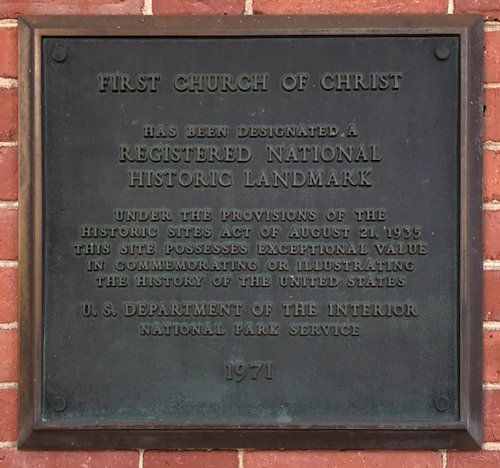 FIRST CHURCH OF CHRIST
HAS BEEN DESIGNATED A
REGISTERED NATIONAL
HISTORIC LANDMARK
UNDER THE PROVISIONS OF THE
HISTORIC SITES ACT OF AUGUST 21, 1935
THIS SITE POSSESSES EXCEPTIONAL VALUE
IN COMMEMORATING OR ILLUSTRATING
THE HISTORY OF THE UNITED STATES
U. S. DEPARTMENT OF THE INTERIOR
NATIONAL PARK SERVICE
1971